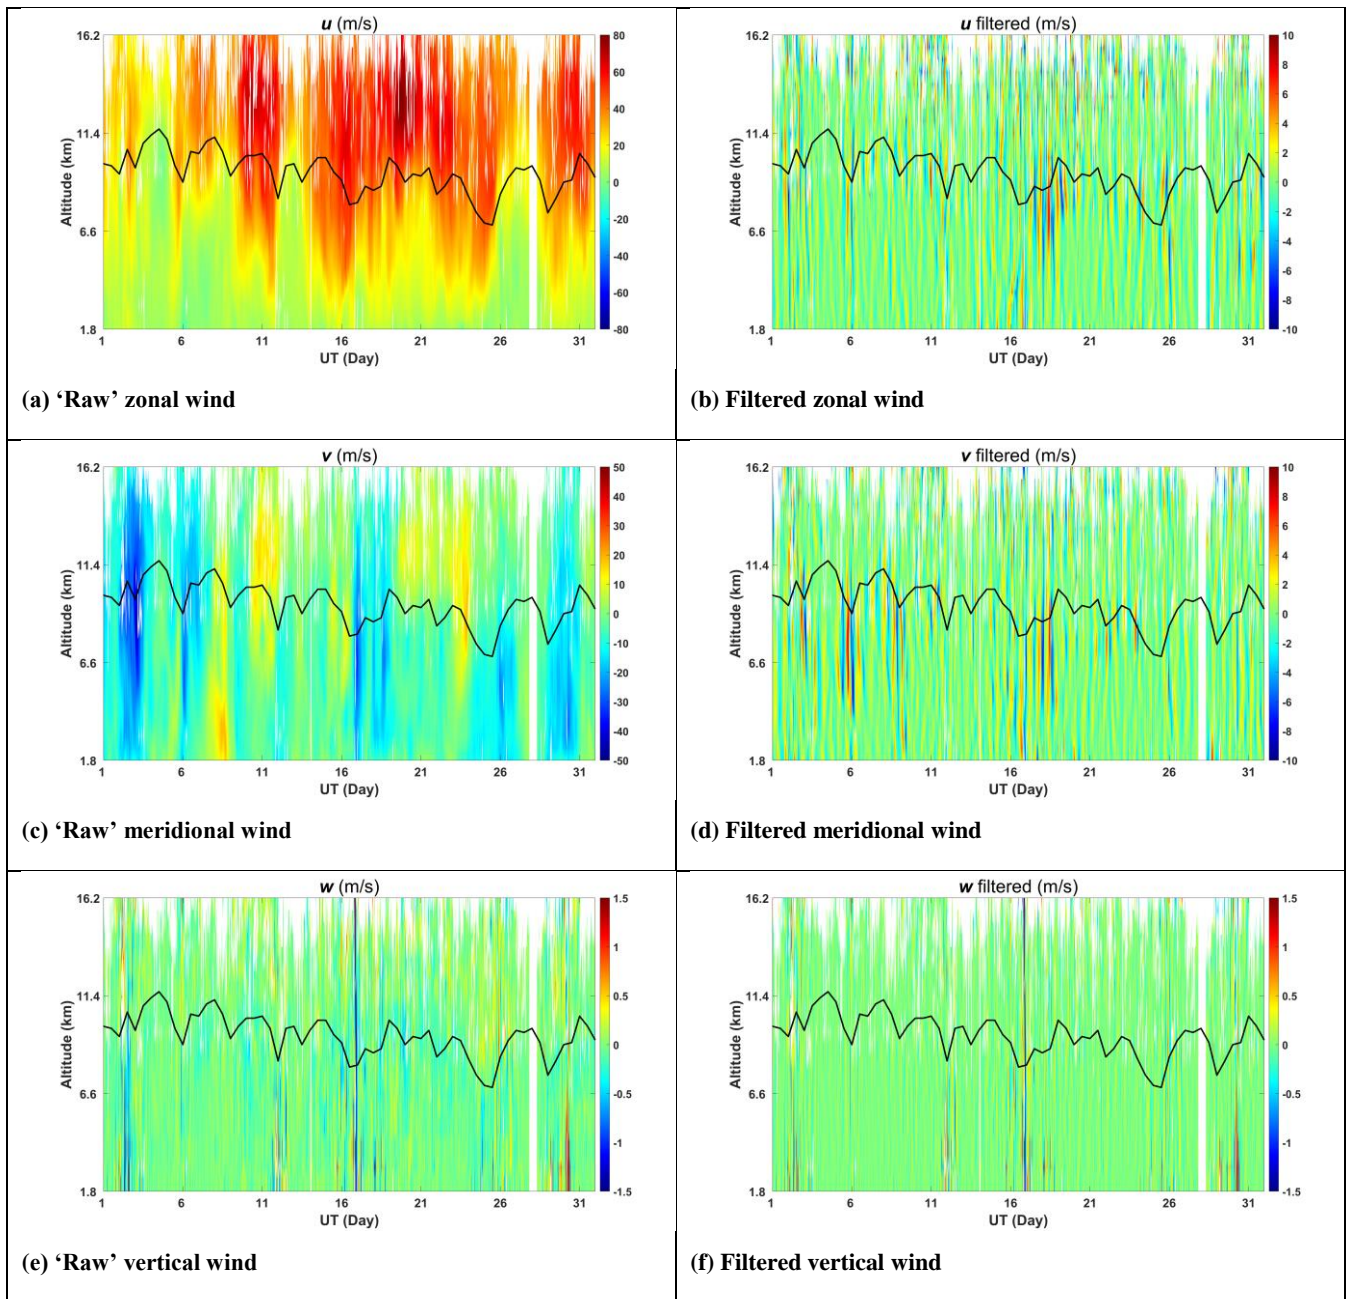 u (m/s)
16.2
11.4
6.6
1.8
Altitude (km)
1 6 11 16 21 26 31
UT (Day)
80
60
40
20
0
-20
-40
-60
-80
(a) ‘Raw’ zonal wind
u filtered (m/s)
16.2
11.4
6.6
1.8
Altitude (km)
1 6 11 16 21 26 31
UT (Day)
10
8
6
4
2
0
-2
-4
-6
-8
-10
(b) Filtered zonal wind
v (m/s)
16.2
11.4
6.6
1.8
Altitude (km)
1 6 11 16 21 26 31
UT (Day)
50
40
30
20
10
0
-10
-20
-30
-40
-50
(c) ‘Raw’ meridional wind
v filtered (m/s)
16.2
11.4
6.6
1.8
Altitude (km)
1 6 11 16 21 26 31
UT (Day)
10
8
6
4
2
0
-2
-4
-6
-8
-10
(d) Filtered meridional wind
w (m/s)
16.2
11.4
6.6
1.8
Altitude (km)
1 6 11 16 21 26 31
UT (Day)
1.5
1
0.5
0
-0.5
-1
-1.5
(e) ‘Raw’ vertical wind
w filtered (m/s)
16.2
11.4
6.6
1.8
Altitude (km)
1 6 11 16 21 26 31
UT (Day)
1.5
1
0.5
0
-0.5
-1
-1.5
(f) Filtered vertical wind